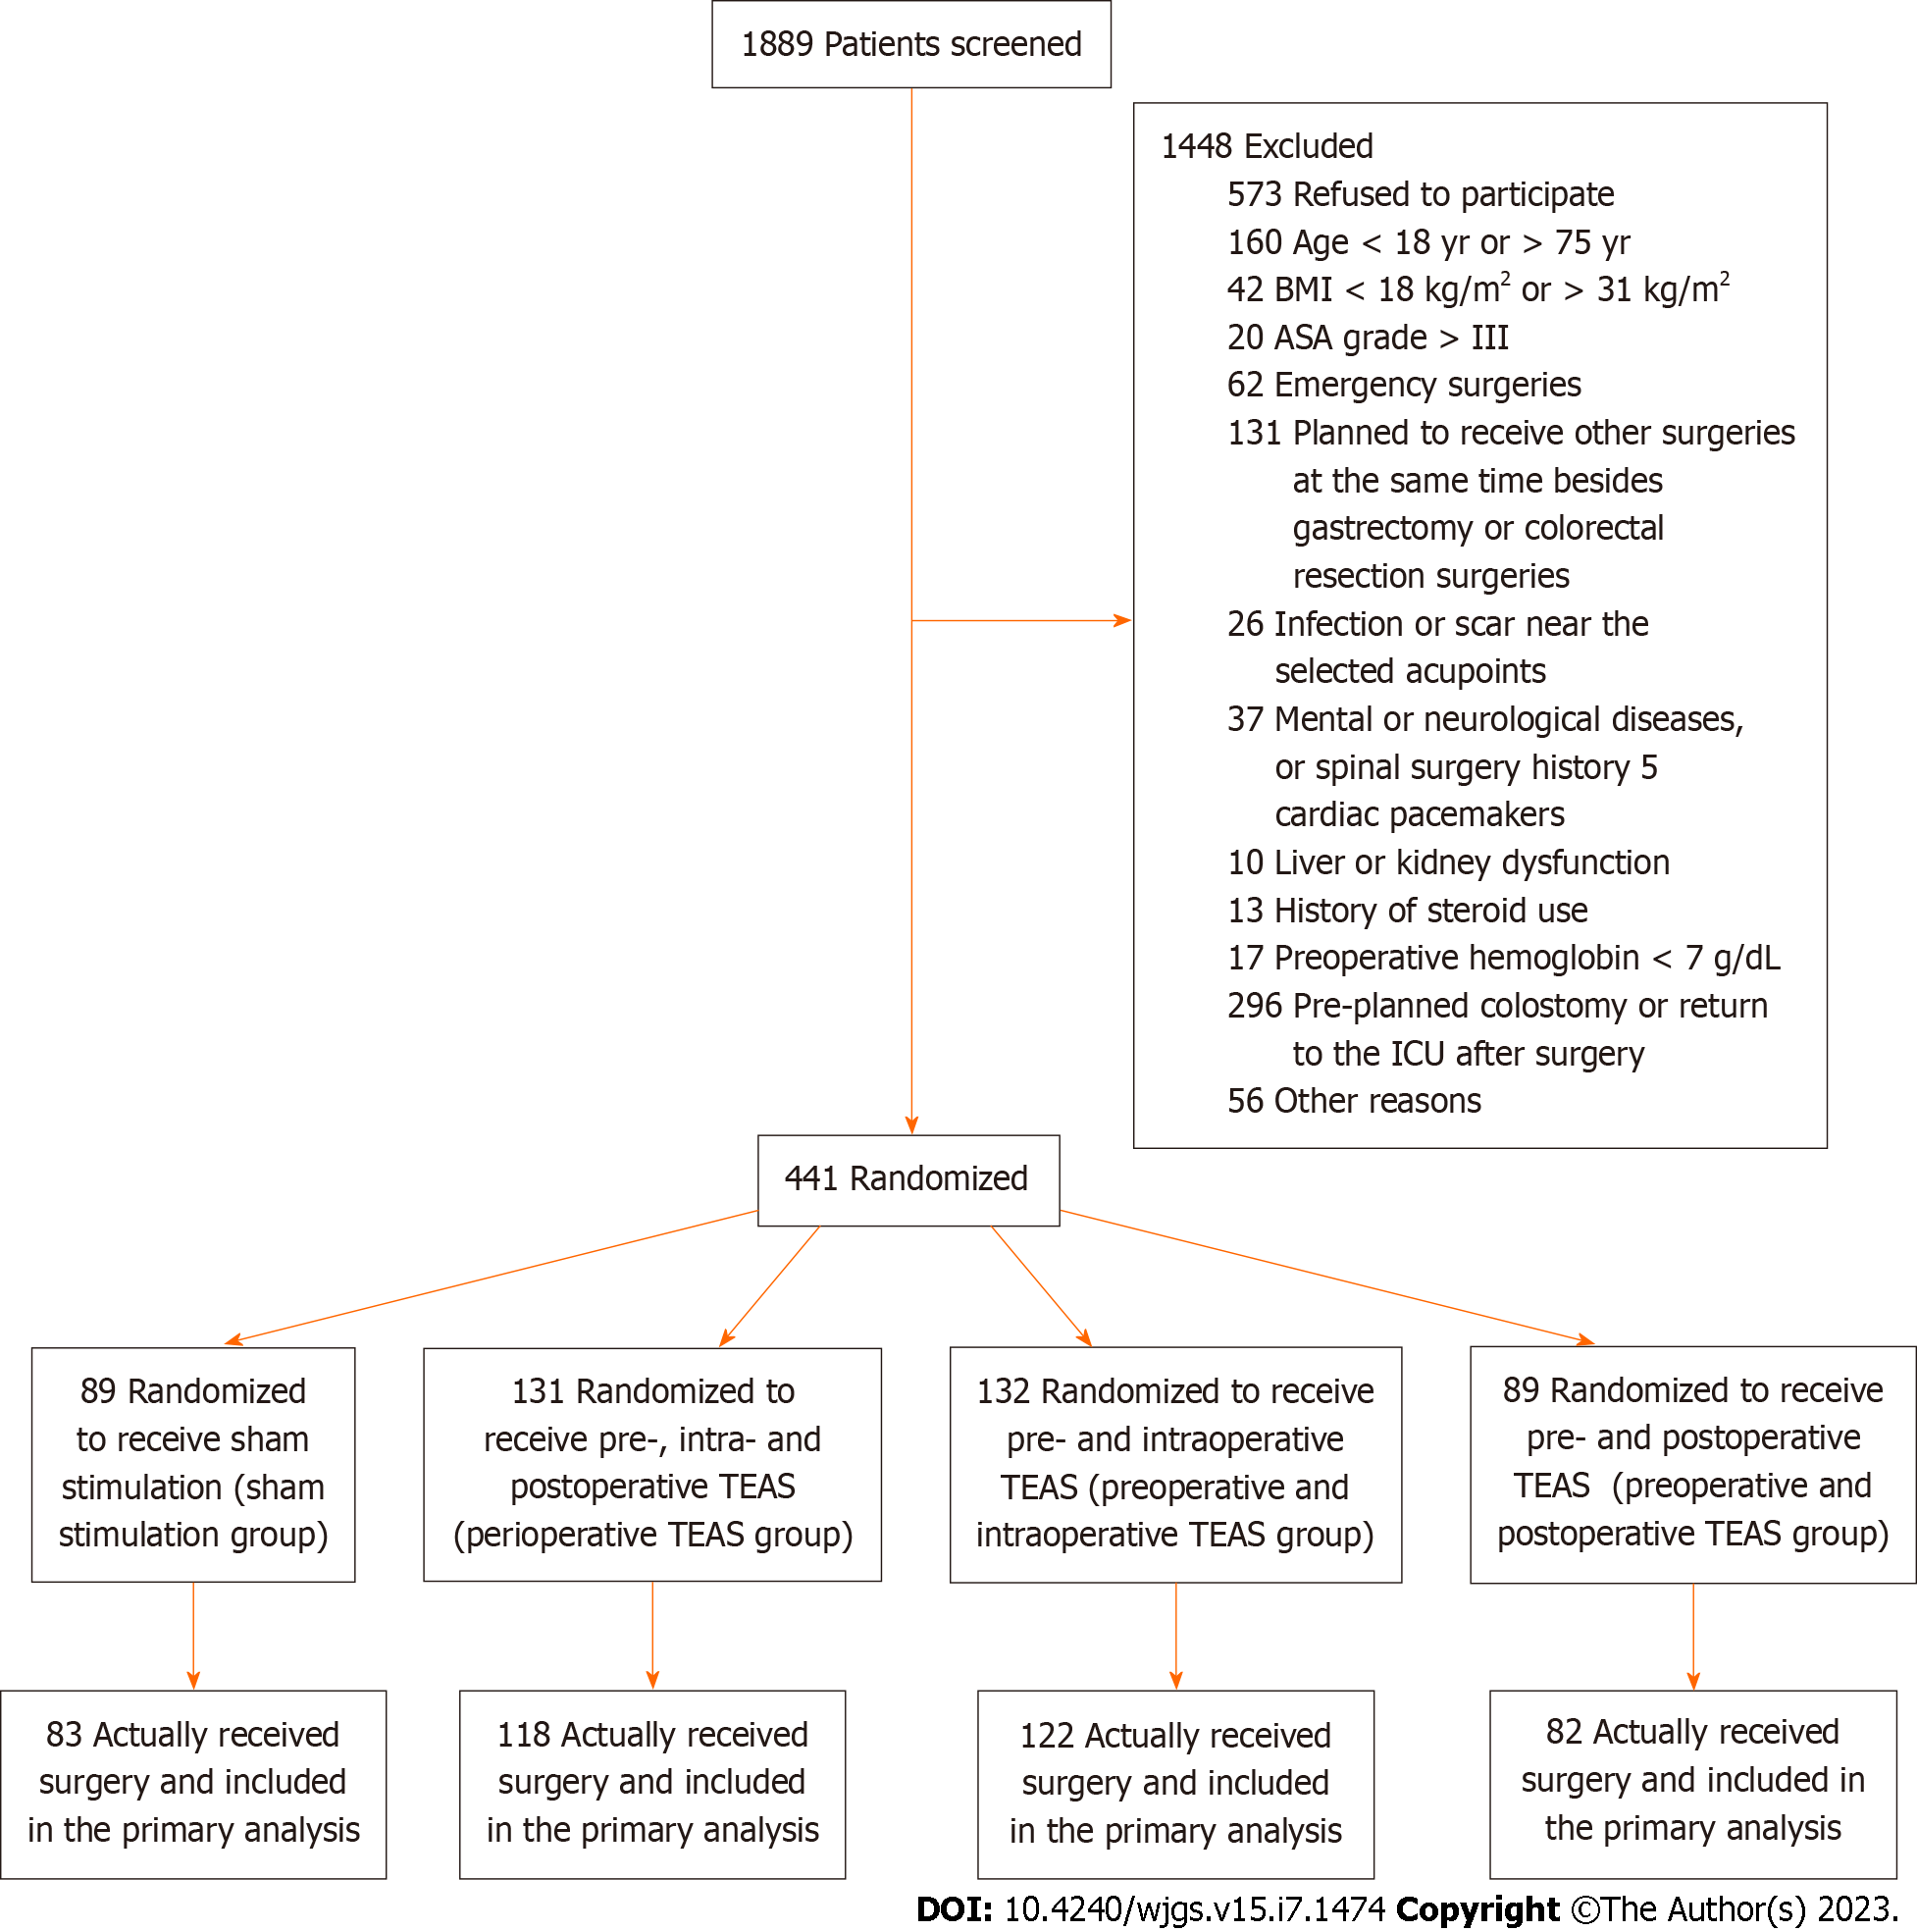 1889 Patients screened
1448 Excluded
573 Refused to participate
160 Age < 18 yr or > 75 yr
42 BMI < 18 kg/m² or > 31 kg/m²
20 ASA grade > III
62 Emergency surgeries
131 Planned to receive other surgeries
at the same time besides
gastrectomy or colorectal
resection surgeries
26 Infection or scar near the
selected acupoints
37 Mental or neurological diseases,
or spinal surgery history 5
cardiac pacemakers
10 Liver or kidney dysfunction
13 History of steroid use
17 Preoperative hemoglobin < 7 g/dL
296 Pre-planned colostomy or return
to the ICU after surgery
56 Other reasons
441 Randomized
89 Randomized
to receive sham
stimulation (sham
stimulation group)
131 Randomized to
receive pre-, intra- and
postoperative TEAS
(perioperative TEAS group)
132 Randomized to receive
pre- and intraoperative
TEAS (preoperative and
intraoperative TEAS group)
89 Randomized to receive
pre- and postoperative
TEAS (preoperative and
postoperative TEAS group)
83 Actually received
surgery and included
in the primary analysis
118 Actually received
surgery and included
in the primary analysis
122 Actually received
surgery and included
in the primary analysis
82 Actually received
surgery and included in
the primary analysis
DOI: 10.4240/wjgs.v15.i7.1474 Copyright ©The Author(s) 2023.